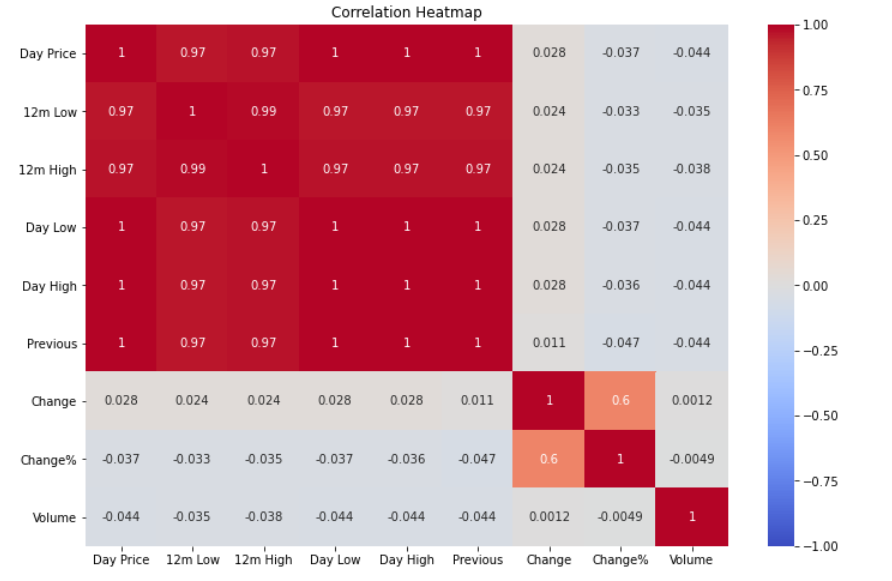 Correlation Heatmap
Day Price 1 0.97 0.97 1 1 1 0.028 -0.037 -0.044
12m Low 0.97 1 0.99 0.97 0.97 0.97 0.024 -0.033 -0.035
12m High 0.97 0.99 1 0.97 0.97 0.97 0.024 -0.035 -0.038
Day Low 1 0.97 0.97 1 1 1 0.028 -0.037 -0.044
Day High 1 0.97 0.97 1 1 1 0.028 -0.036 -0.044
Previous 1 0.97 0.97 1 1 1 0.011 -0.047 -0.044
Change 0.028 0.024 0.024 0.028 0.028 0.011 1 0.6 0.0012
Change% -0.037 -0.033 -0.035 -0.037 -0.036 -0.047 0.6 1 -0.0049
Volume -0.044 -0.035 -0.038 -0.044 -0.044 -0.044 0.0012 -0.0049 1
Day Price 12m Low 12m High Day Low Day High Previous Change Change% Volume
1.00
0.75
0.50
0.25
0.00
-0.25
-0.50
-0.75
-1.00